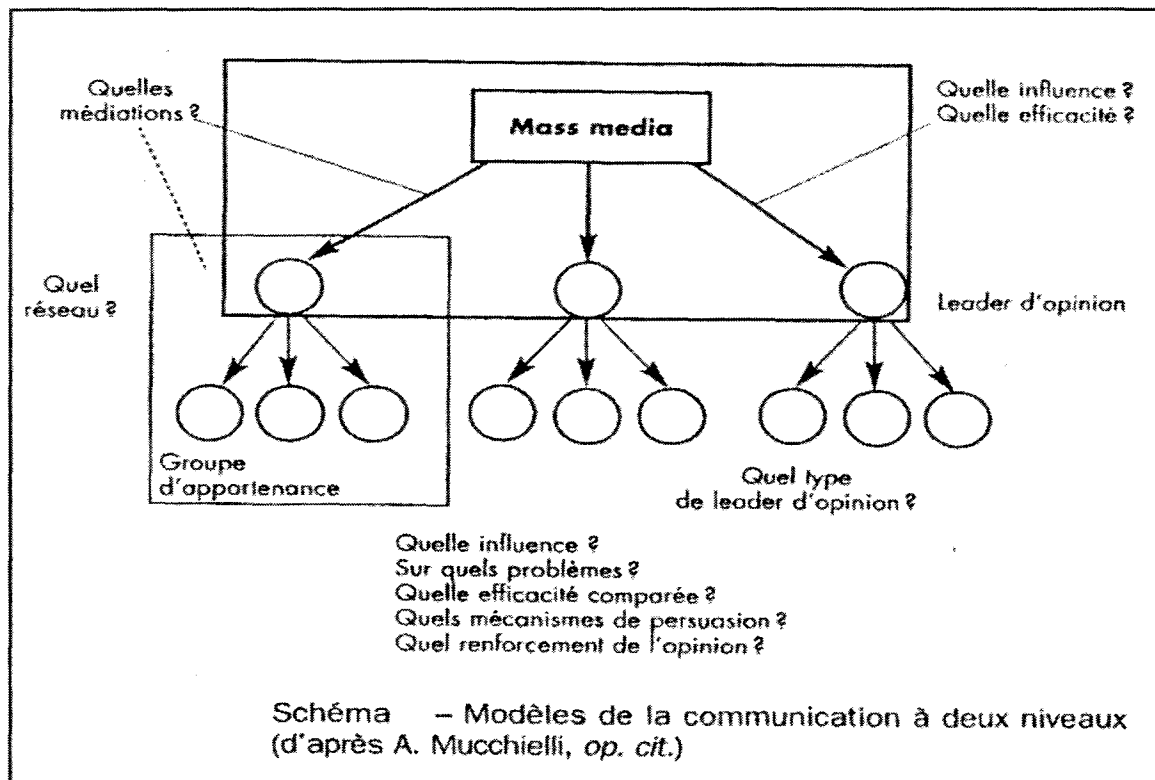 Quelles
médiations ?
Mass media
Quelle influence ?
Quelle efficacité ?
Quel
réseau ?
Leader d'opinion
Groupe
d'appartenance
Quel type
de leader d'opinion ?
Quelle influence ?
Sur quels problèmes ?
Quelle efficacité comparée ?
Quels mécanismes de persuasion ?
Quel renforcement de l'opinion ?
Schéma – Modèles de la communication à deux niveaux
(d'après A. Mucchielli, op. cit.)